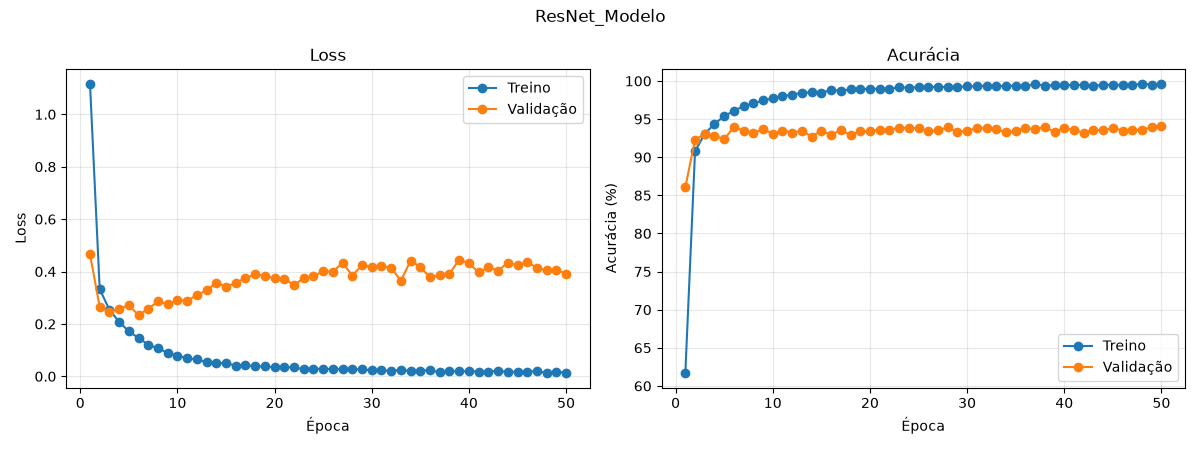 ResNet_Modelo
Loss
Loss
1.0
0.8
0.6
0.4
0.2
0.0
Treino
Validação
0 10 20 30 40 50
Época
Acurácia
Acurácia (%)
100
95
90
85
80
75
70
65
60
Treino
Validação
0 10 20 30 40 50
Época